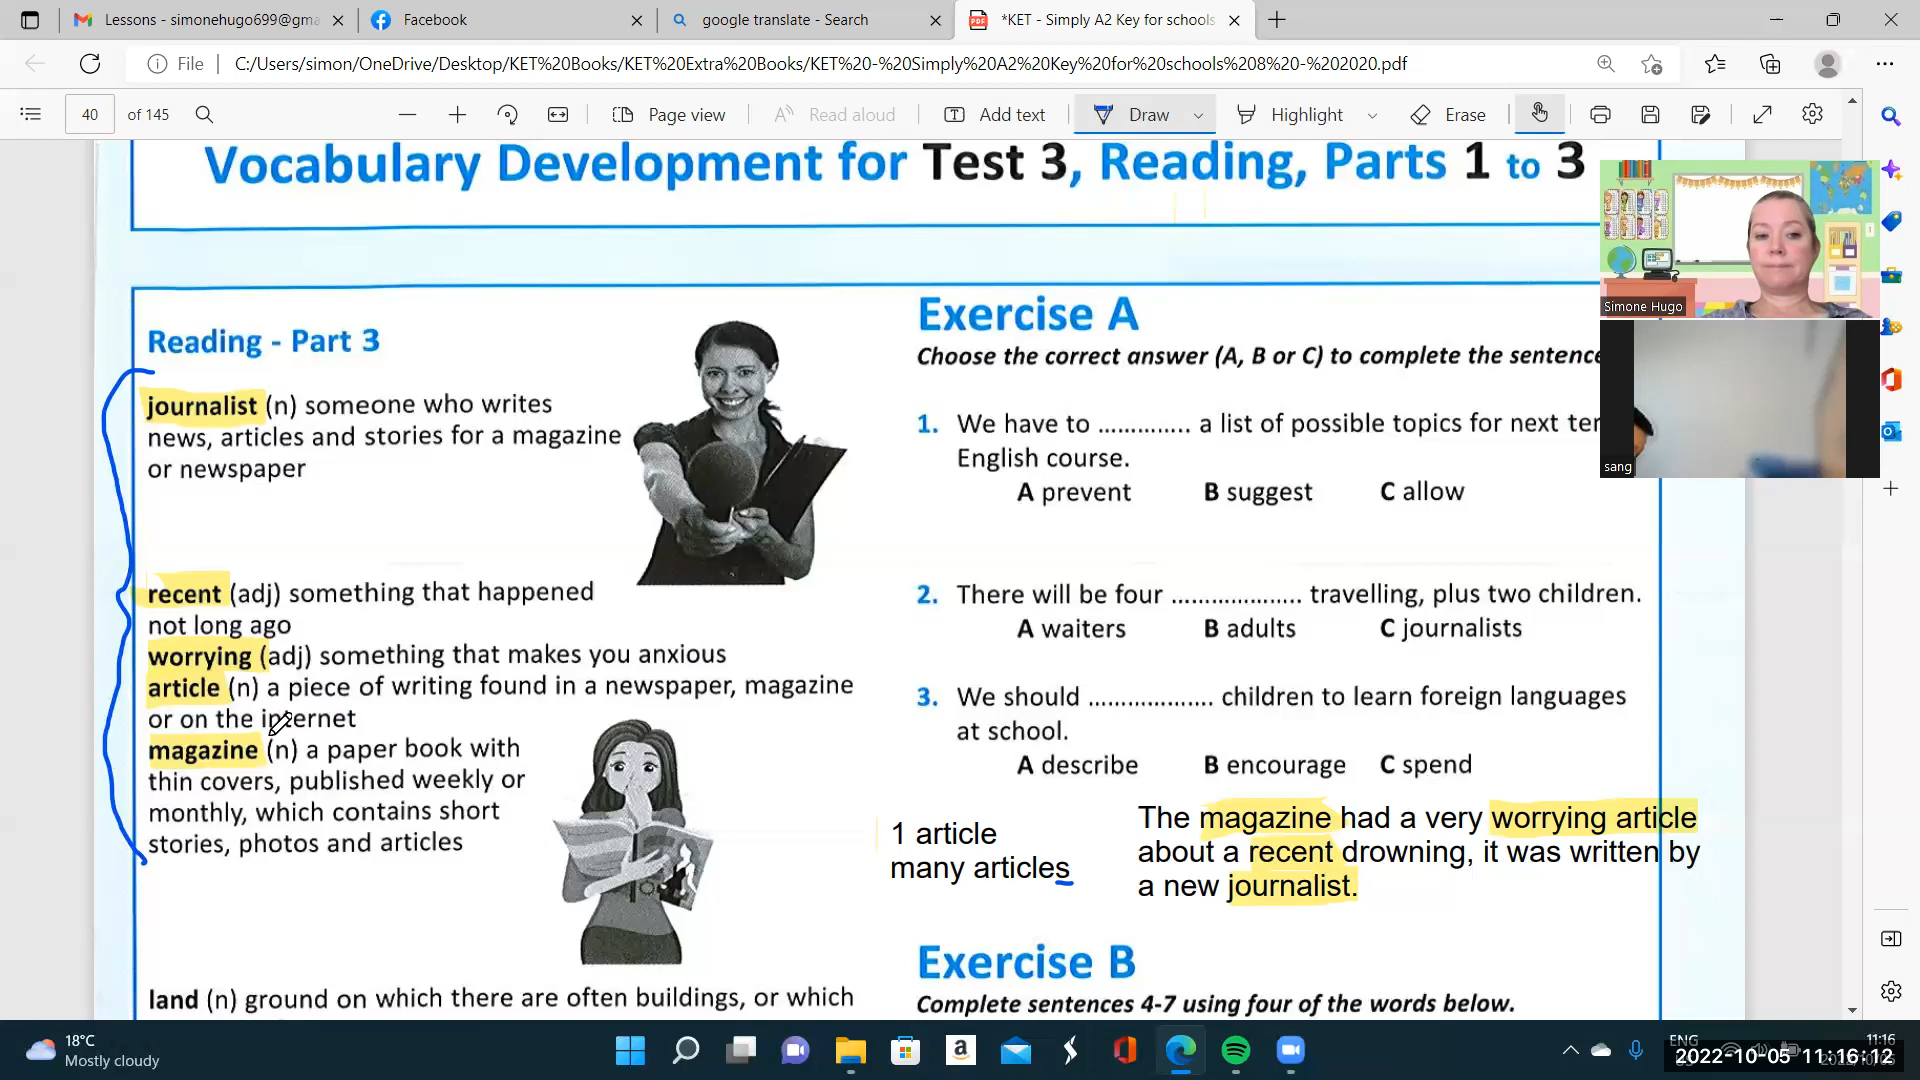 Lessons - simonehugo699@gma
Facebook
google translate - Search
*KET - Simply A2 Key for schools
File
C:/Users/simon/OneDrive/Desktop/KET%20Books/KET%20Extra%20Books/KET%20-%20Simply%20A2%20Key%20for%20schools%208%20-%202020.pdf
40 of 145
Page view
Read aloud
Add text
Draw
Highlight
Erase
Vocabulary Development for Test 3, Reading, Parts 1 to 3
Simone Hugo
sang
Reading - Part 3
journalist (n) someone who writes
news, articles and stories for a magazine
or newspaper
recent (adj) something that happened
not long ago
worrying (adj) something that makes you anxious
article (n) a piece of writing found in a newspaper, magazine
or on the internet
magazine (n) a paper book with
thin covers, published weekly or
monthly, which contains short
stories, photos and articles
land (n) ground on which there are often buildings, or which
Exercise A
Choose the correct answer (A, B or C) to complete the sentence
1. We have to ............. a list of possible topics for next ter
English course.
A prevent B suggest C allow
2. There will be four ................... travelling, plus two children.
A waiters B adults C journalists
3. We should ................... children to learn foreign languages
at school.
A describe B encourage C spend
1 article
many articles
The magazine had a very worrying article
about a recent drowning, it was written by
a new journalist.
Exercise B
Complete sentences 4-7 using four of the words below.
18°C
Mostly cloudy
ENG
11:16
2022-10-05 11:16:12